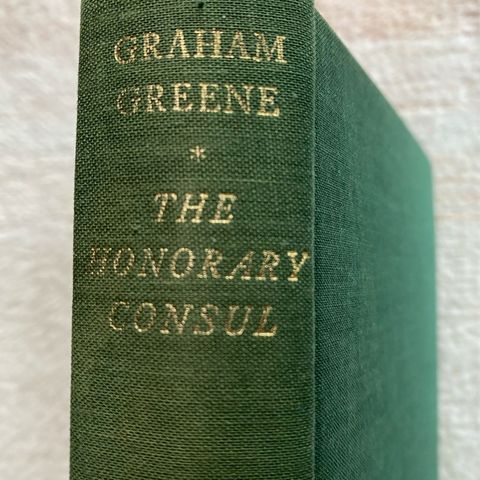 GRAHAM
GREENE
*
THE
HONORARY
CONSUL